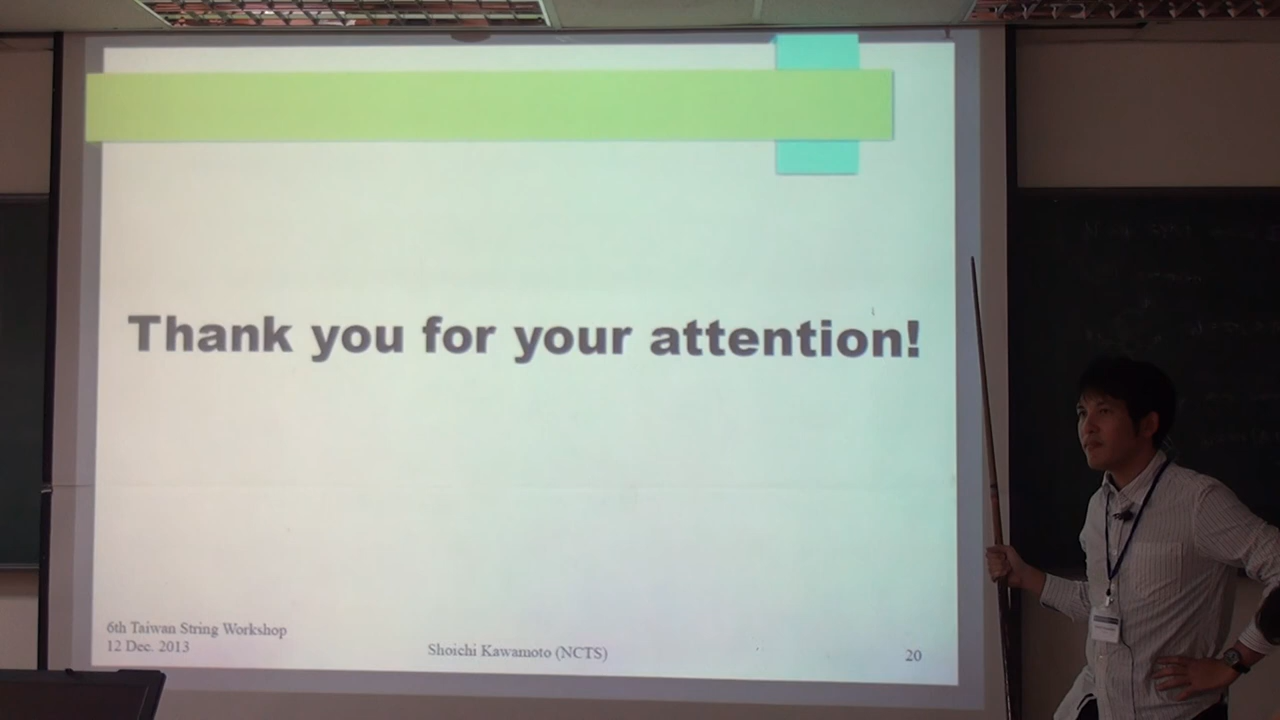 Thank you for your attention!
6th Taiwan String Workshop
12 Dec. 2013
Shoichi Kawamoto (NCTS)
20